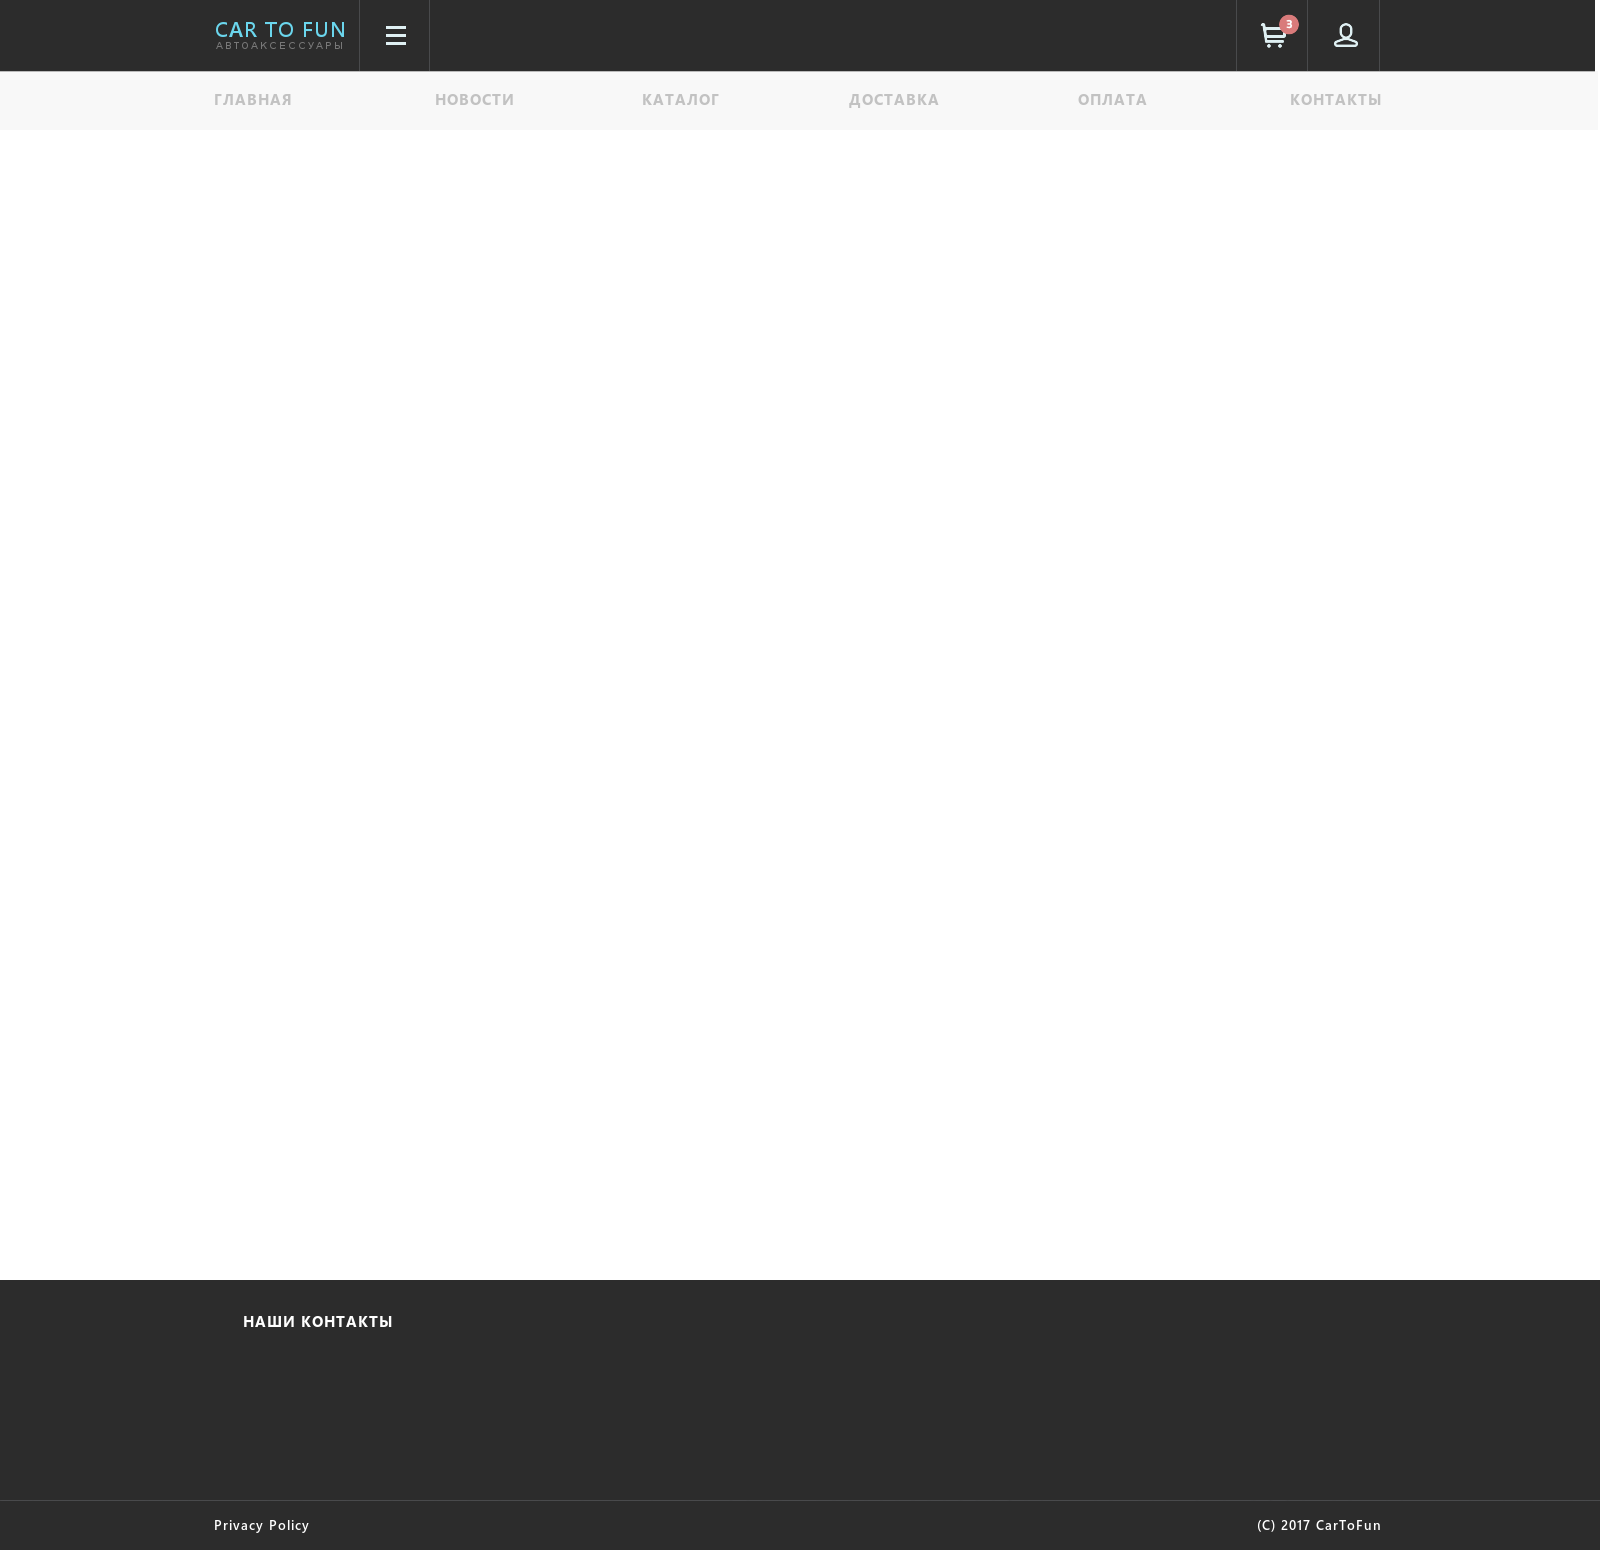 CAR TO FUN
АВТОАКСЕССУАРЫ
3
ГЛАВНАЯ НОВОСТИ КАТАЛОГ ДОСТАВКА ОПЛАТА КОНТАКТЫ
НАШИ КОНТАКТЫ
Privacy Policy (C) 2017 CarToFun